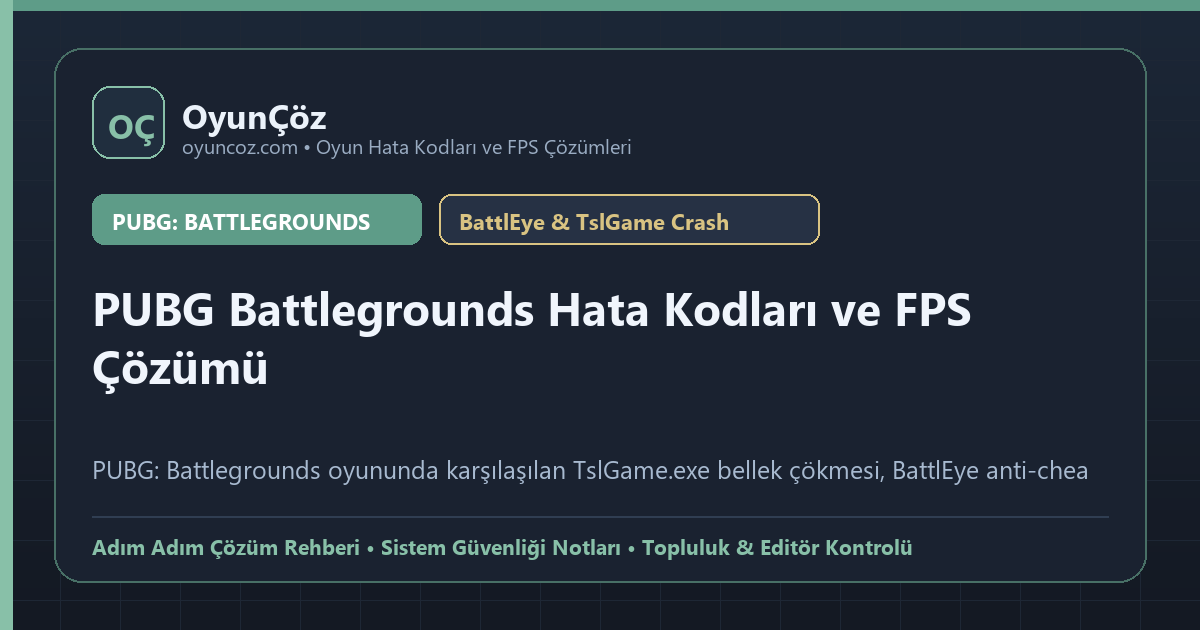 OÇ
OyunÇöz
oyuncoz.com • Oyun Hata Kodları ve FPS Çözümleri
PUBG: BATTLEGROUNDS
BattlEye & TslGame Crash
PUBG Battlegrounds Hata Kodları ve FPS
Çözümü
PUBG: Battlegrounds oyununda karşılaşılan TslGame.exe bellek çökmesi, BattlEye anti-chea
Adım Adım Çözüm Rehberi • Sistem Güvenliği Notları • Topluluk & Editör Kontrolü